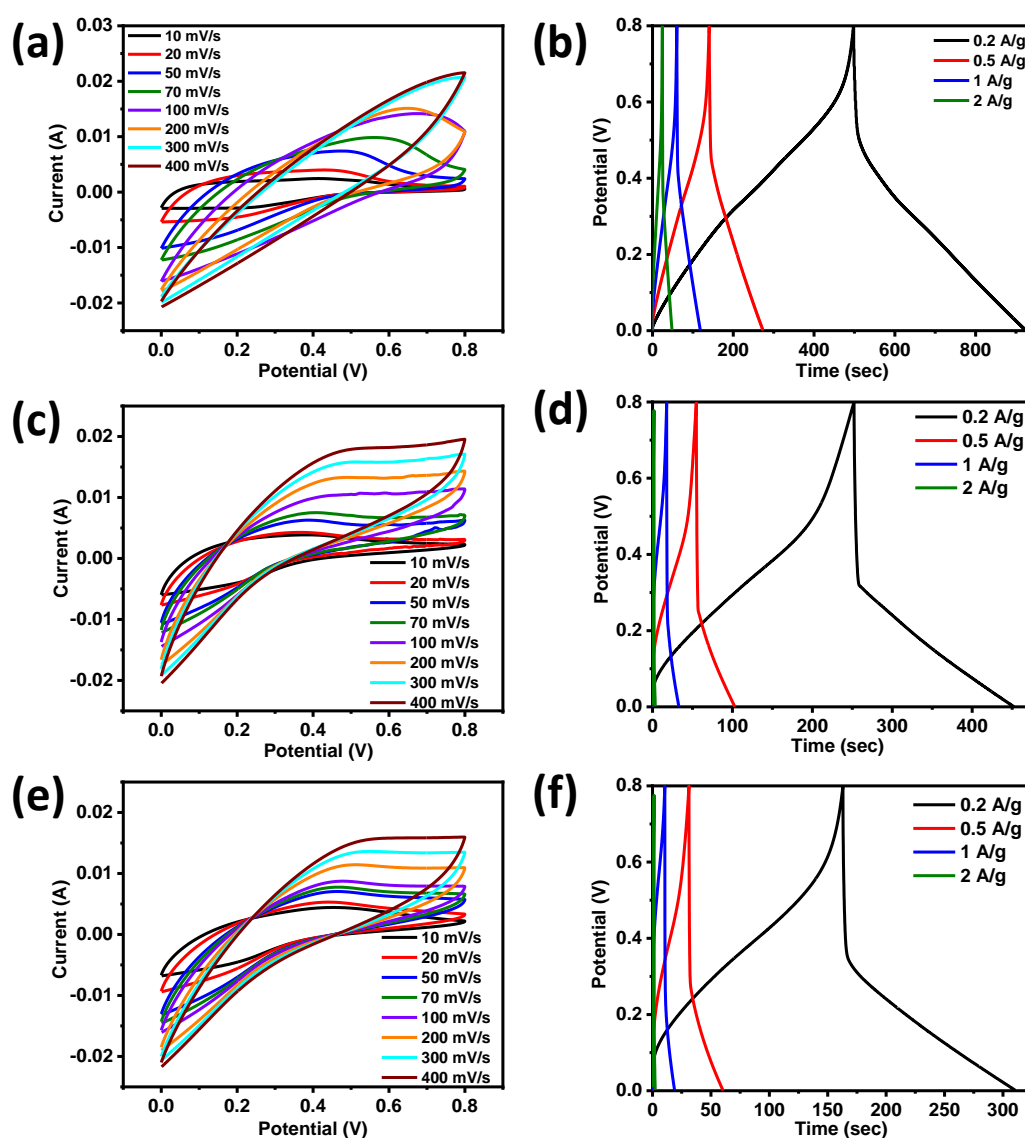 (a)
10 mV/s
20 mV/s
50 mV/s
70 mV/s
100 mV/s
200 mV/s
300 mV/s
400 mV/s
0.03
0.02
0.01
0.00
-0.01
-0.02
Current (A)
0.0 0.2 0.4 0.6 0.8
Potential (V)
(b)
0.2 A/g
0.5 A/g
1 A/g
2 A/g
0.8
0.6
0.4
0.2
0.0
Potential (V)
0 200 400 600 800
Time (sec)
(c)
0.02
0.01
0.00
-0.01
-0.02
Current (A)
10 mV/s
20 mV/s
50 mV/s
70 mV/s
100 mV/s
200 mV/s
300 mV/s
400 mV/s
0.0 0.2 0.4 0.6 0.8
Potential (V)
(d)
0.2 A/g
0.5 A/g
1 A/g
2 A/g
0.8
0.6
0.4
0.2
0.0
Potential (V)
0 100 200 300 400
Time (sec)
(e)
0.02
0.01
0.00
-0.01
-0.02
Current (A)
10 mV/s
20 mV/s
50 mV/s
70 mV/s
100 mV/s
200 mV/s
300 mV/s
400 mV/s
0.0 0.2 0.4 0.6 0.8
Potential (V)
(f)
0.2 A/g
0.5 A/g
1 A/g
2 A/g
0.8
0.6
0.4
0.2
0.0
Potential (V)
0 50 100 150 200 250 300
Time (sec)